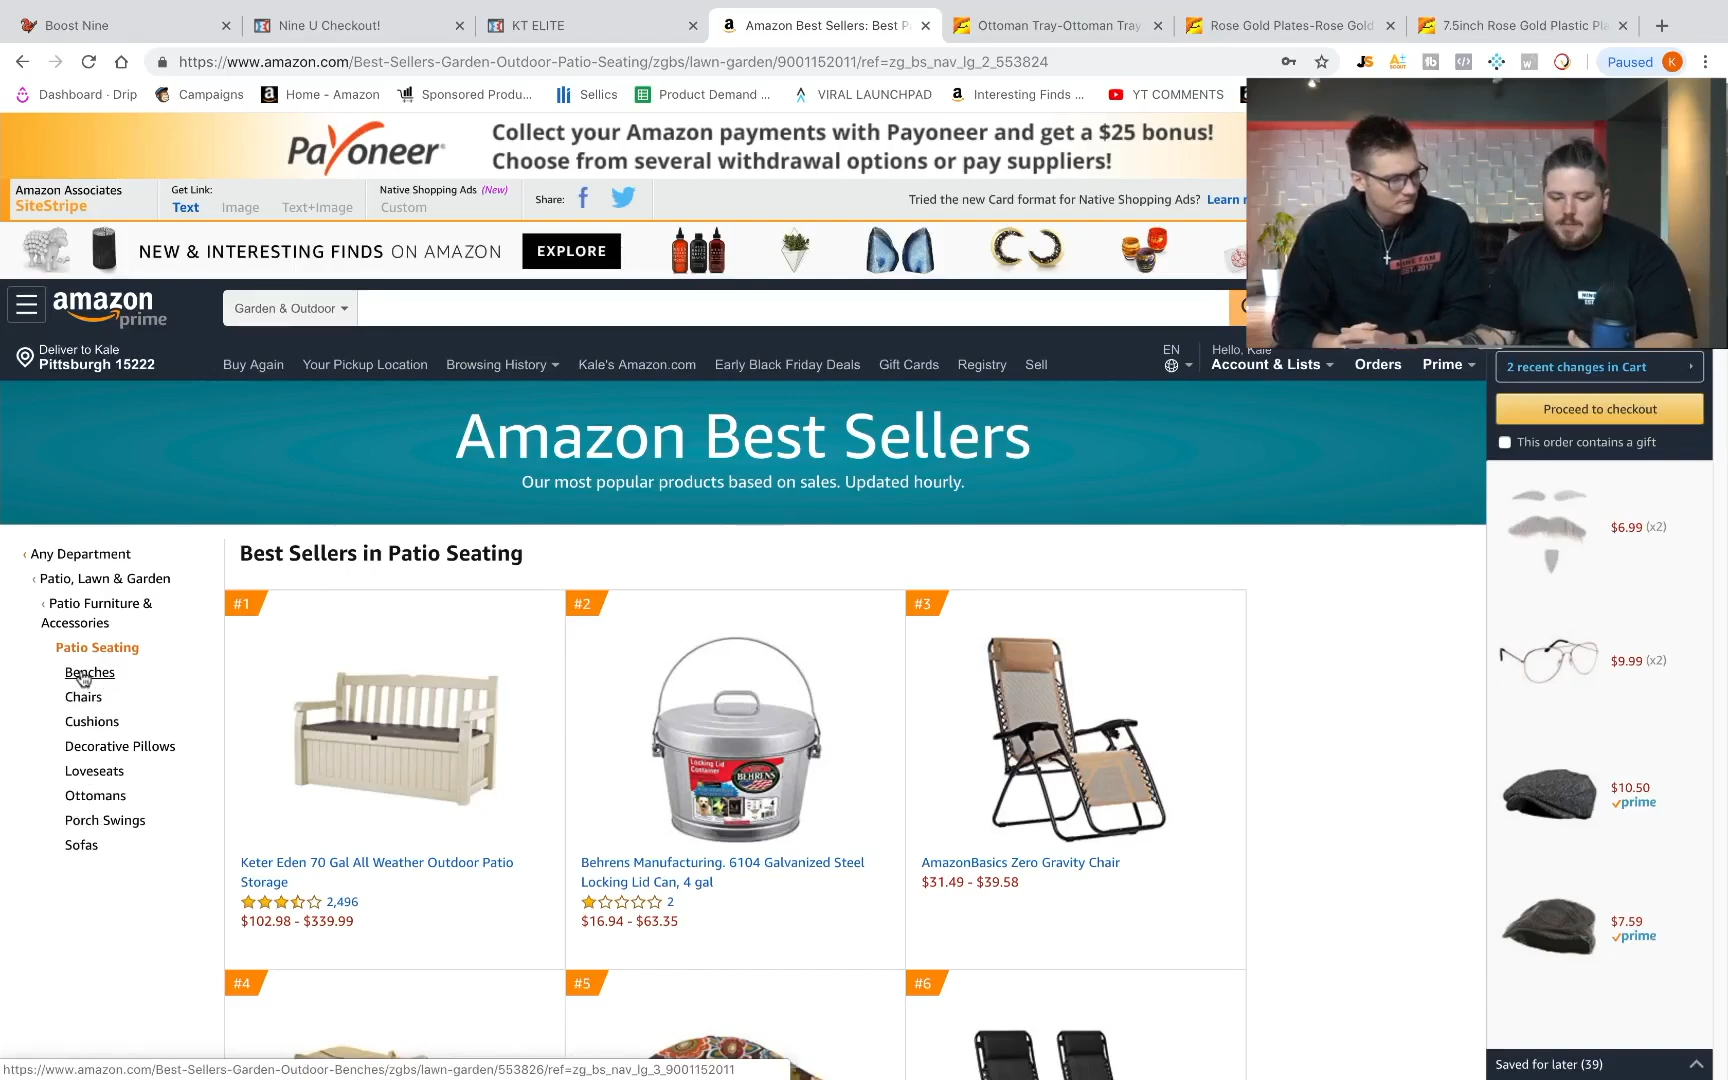 Boost Nine
Nine U Checkout!
KT ELITE
Amazon Best Sellers: Best P
Ottoman Tray-Ottoman Tray
Rose Gold Plates-Rose Gold
7.5inch Rose Gold Plastic Pla
https://www.amazon.com/Best-Sellers-Garden-Outdoor-Patio-Seating/zgbs/lawn-garden/9001152011/ref=zg_bs_nav_lg_2_553824
Paused K
Dashboard · Drip
Campaigns
Home - Amazon
Sponsored Produ...
Sellics
Product Demand ...
VIRAL LAUNCHPAD
Interesting Finds ...
YT COMMENTS
Payoneer
Collect your Amazon payments with Payoneer and get a $25 bonus!
Choose from several withdrawal options or pay suppliers!
Amazon Associates
SiteStripe
Get Link:
Text Image Text+Image
Native Shopping Ads (New)
Custom
Share:
Tried the new Card format for Native Shopping Ads? Learn
NEW & INTERESTING FINDS ON AMAZON
EXPLORE
NINE FAM
EST. 2017
amazon
prime
Garden & Outdoor
Deliver to Kale
Pittsburgh 15222
Buy Again
Your Pickup Location
Browsing History
Kale's Amazon.com
Early Black Friday Deals
Gift Cards
Registry
Sell
EN
Hello, Kale
Account & Lists
Orders
Prime
2 recent changes in Cart
Proceed to checkout
This order contains a gift
Amazon Best Sellers
Our most popular products based on sales. Updated hourly.
‹ Any Department
‹ Patio, Lawn & Garden
‹ Patio Furniture &
Accessories
Patio Seating
Benches
Chairs
Cushions
Decorative Pillows
Loveseats
Ottomans
Porch Swings
Sofas
Best Sellers in Patio Seating
#1
Keter Eden 70 Gal All Weather Outdoor Patio
Storage
2,496
$102.98 - $339.99
#2
Locking Lid
Container
BEHRENS
Behrens Manufacturing. 6104 Galvanized Steel
Locking Lid Can, 4 gal
2
$16.94 - $63.35
#3
AmazonBasics Zero Gravity Chair
$31.49 - $39.58
#4
#5
#6
$6.99 (x2)
$9.99 (x2)
$10.50
prime
$7.59
prime
Saved for later (39)
https://www.amazon.com/Best-Sellers-Garden-Outdoor-Benches/zgbs/lawn-garden/553826/ref=zg_bs_nav_lg_3_9001152011